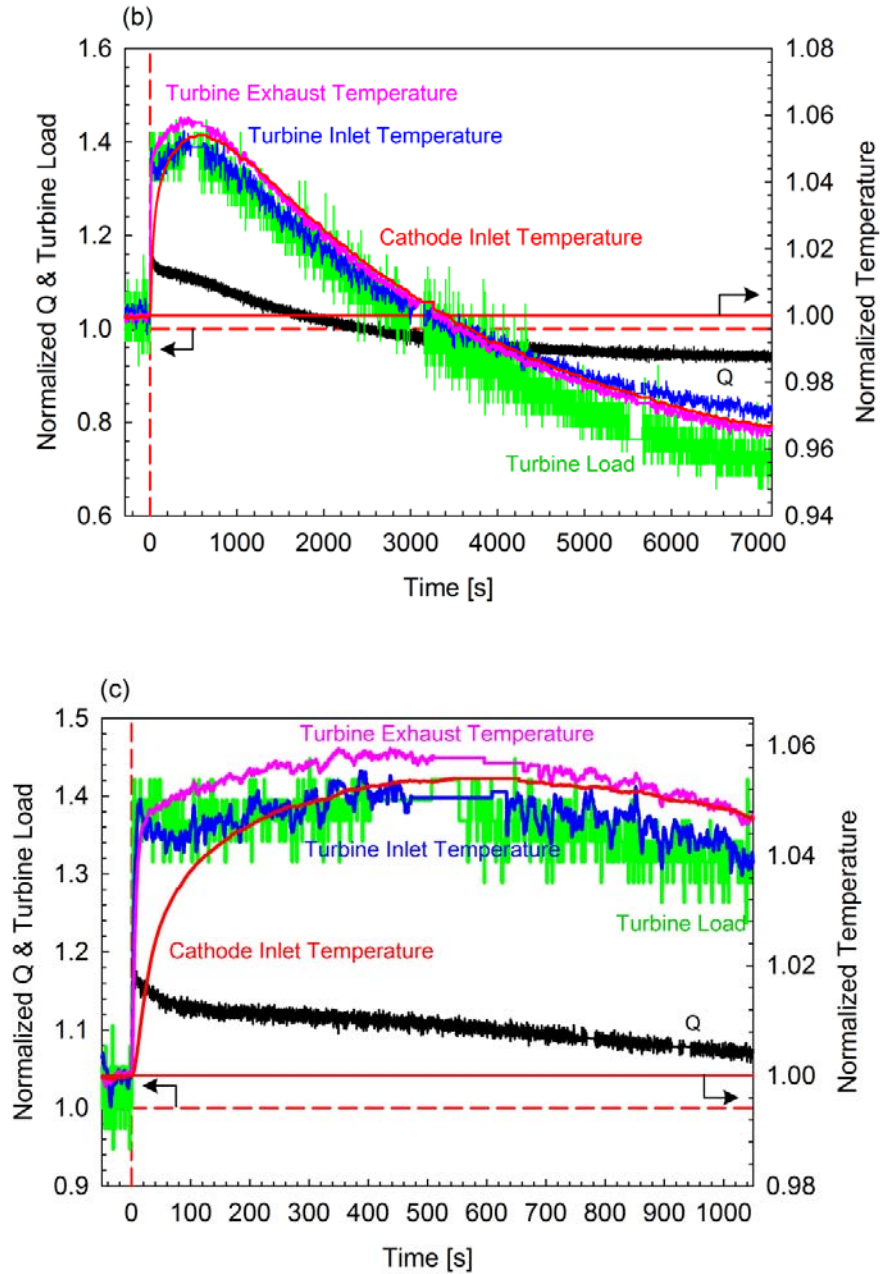 (b)
1.6
1.4
1.2
1.0
0.8
0.6
Normalized Q & Turbine Load
1.08
1.06
1.04
1.02
1.00
0.98
0.96
0.94
Normalized Temperature
Turbine Exhaust Temperature
Turbine Inlet Temperature
Cathode Inlet Temperature
Q
Turbine Load
0 1000 2000 3000 4000 5000 6000 7000
Time [s]
(c)
1.5
1.4
1.3
1.2
1.1
1.0
0.9
Normalized Q & Turbine Load
1.06
1.04
1.02
1.00
0.98
Normalized Temperature
Turbine Exhaust Temperature
Turbine Inlet Temperature
Turbine Load
Cathode Inlet Temperature
Q
0 100 200 300 400 500 600 700 800 900 1000
Time [s]